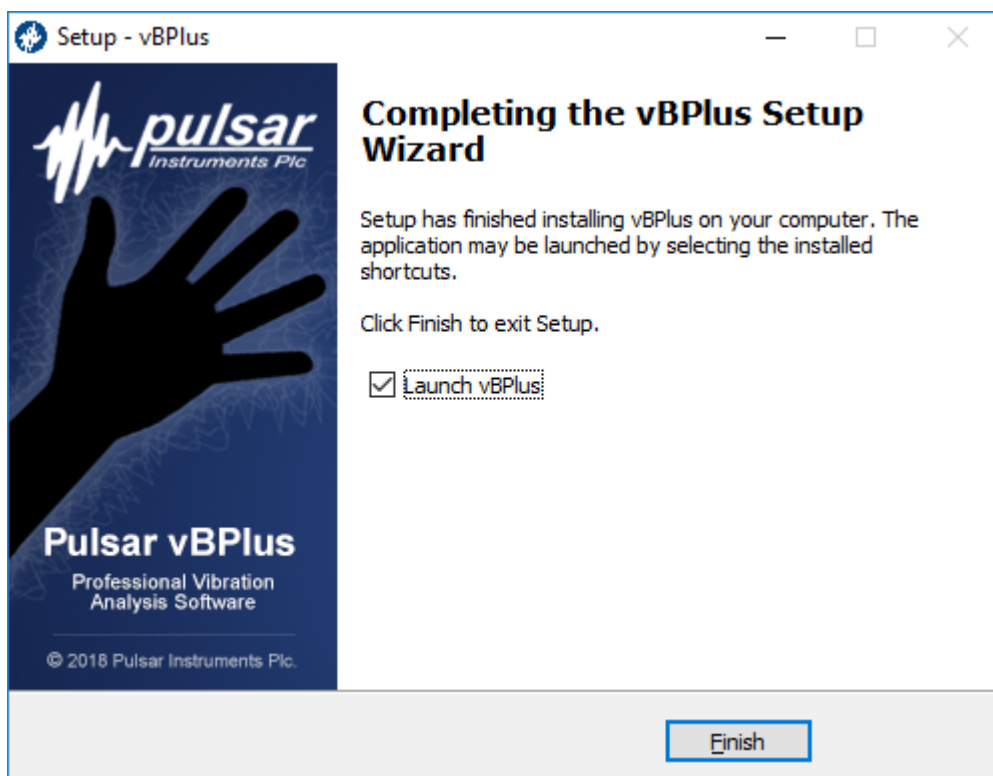 Setup - vBPlus
pulsar
Instruments Plc
Completing the vBPlus Setup
Wizard
Setup has finished installing vBPlus on your computer. The
application may be launched by selecting the installed
shortcuts.
Click Finish to exit Setup.
Launch vBPlus
Pulsar vBPlus
Professional Vibration
Analysis Software
© 2018 Pulsar Instruments Plc.
Finish